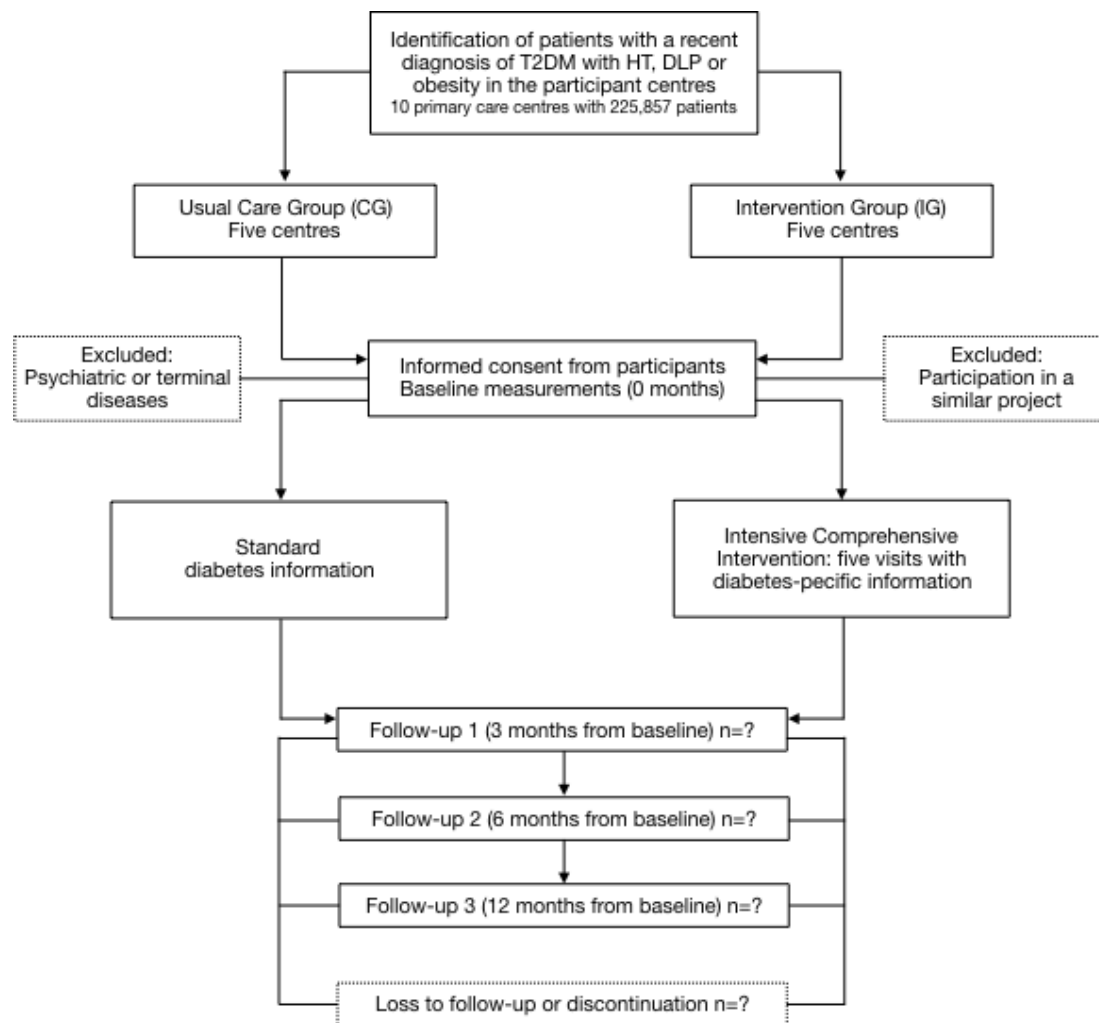 Identification of patients with a recent
diagnosis of T2DM with HT, DLP or
obesity in the participant centres
10 primary care centres with 225,857 patients
Usual Care Group (CG)
Five centres
Intervention Group (IG)
Five centres
Excluded:
Psychiatric or terminal
diseases
Informed consent from participants
Baseline measurements (0 months)
Excluded:
Participation in a
similar project
Standard
diabetes information
Intensive Comprehensive
Intervention: five visits with
diabetes-pecific information
Follow-up 1 (3 months from baseline) n=?
Follow-up 2 (6 months from baseline) n=?
Follow-up 3 (12 months from baseline) n=?
Loss to follow-up or discontinuation n=?